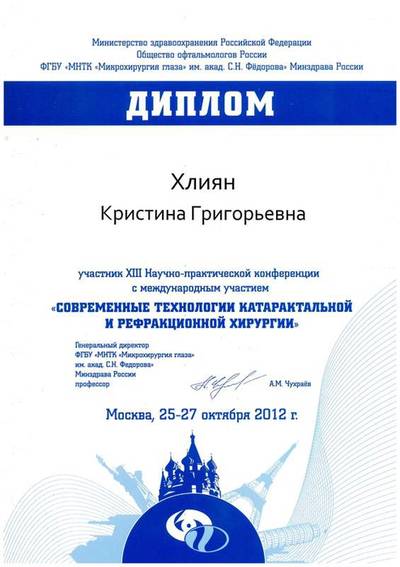 Министерство здравоохранения Российской Федерации
Общество офтальмологов России
ФГБУ «МНТК «Микрохирургия глаза» им. акад. С.Н. Фёдорова» Минздрава России
ДИПЛОМ
Хлиян
Кристина Григорьевна
участник XIII Научно-практической конференции
с международным участием
«СОВРЕМЕННЫЕ ТЕХНОЛОГИИ КАТАРАКТАЛЬНОЙ
И РЕФРАКЦИОННОЙ ХИРУРГИИ»
Генеральный директор
ФГБУ «МНТК «Микрохирургия глаза»
им. акад. С.Н. Федорова»
Минздрава России
профессор
А.М. Чухраёв
Москва, 25-27 октября 2012 г.